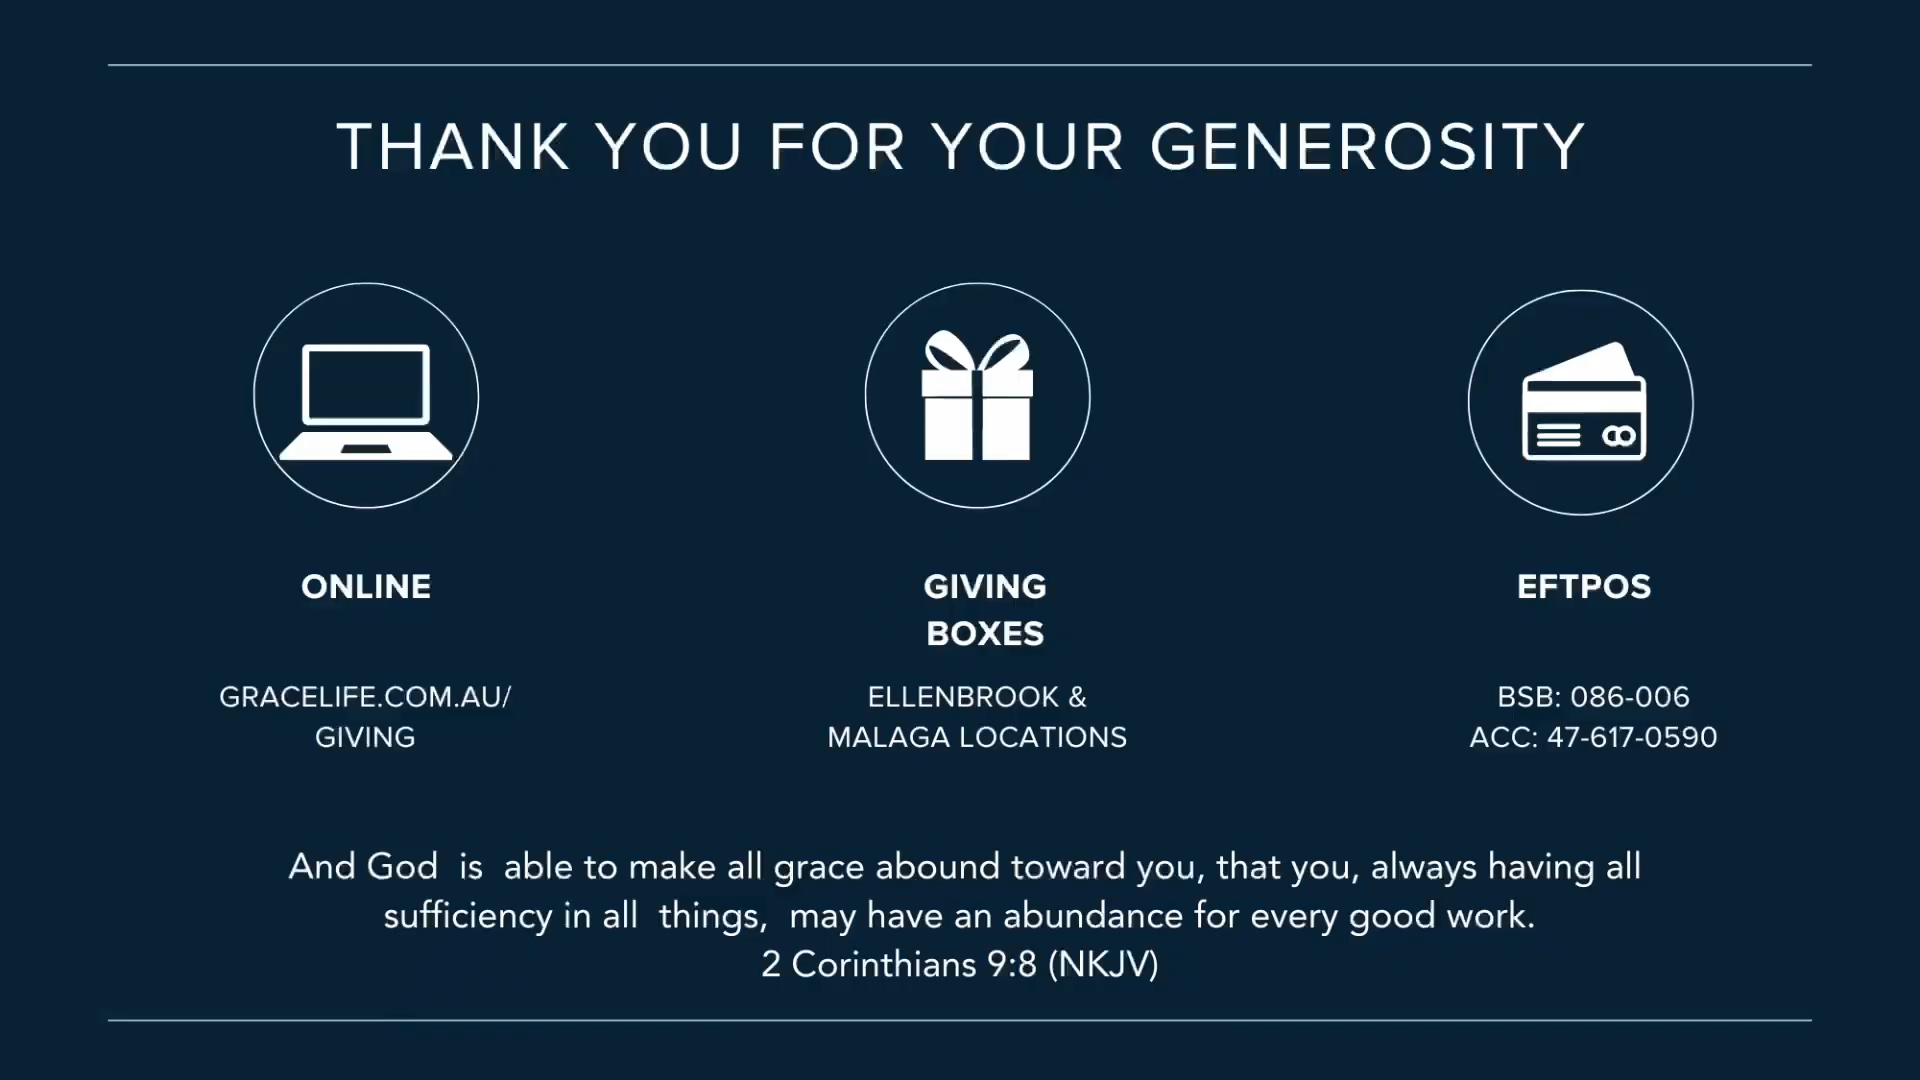 THANK YOU FOR YOUR GENEROSITY
ONLINE
GRACELIFE.COM.AU/
GIVING
GIVING
BOXES
ELLENBROOK &
MALAGA LOCATIONS
EFTPOS
BSB: 086-006
ACC: 47-617-0590
And God is able to make all grace abound toward you, that you, always having all
sufficiency in all things, may have an abundance for every good work.
2 Corinthians 9:8 (NKJV)